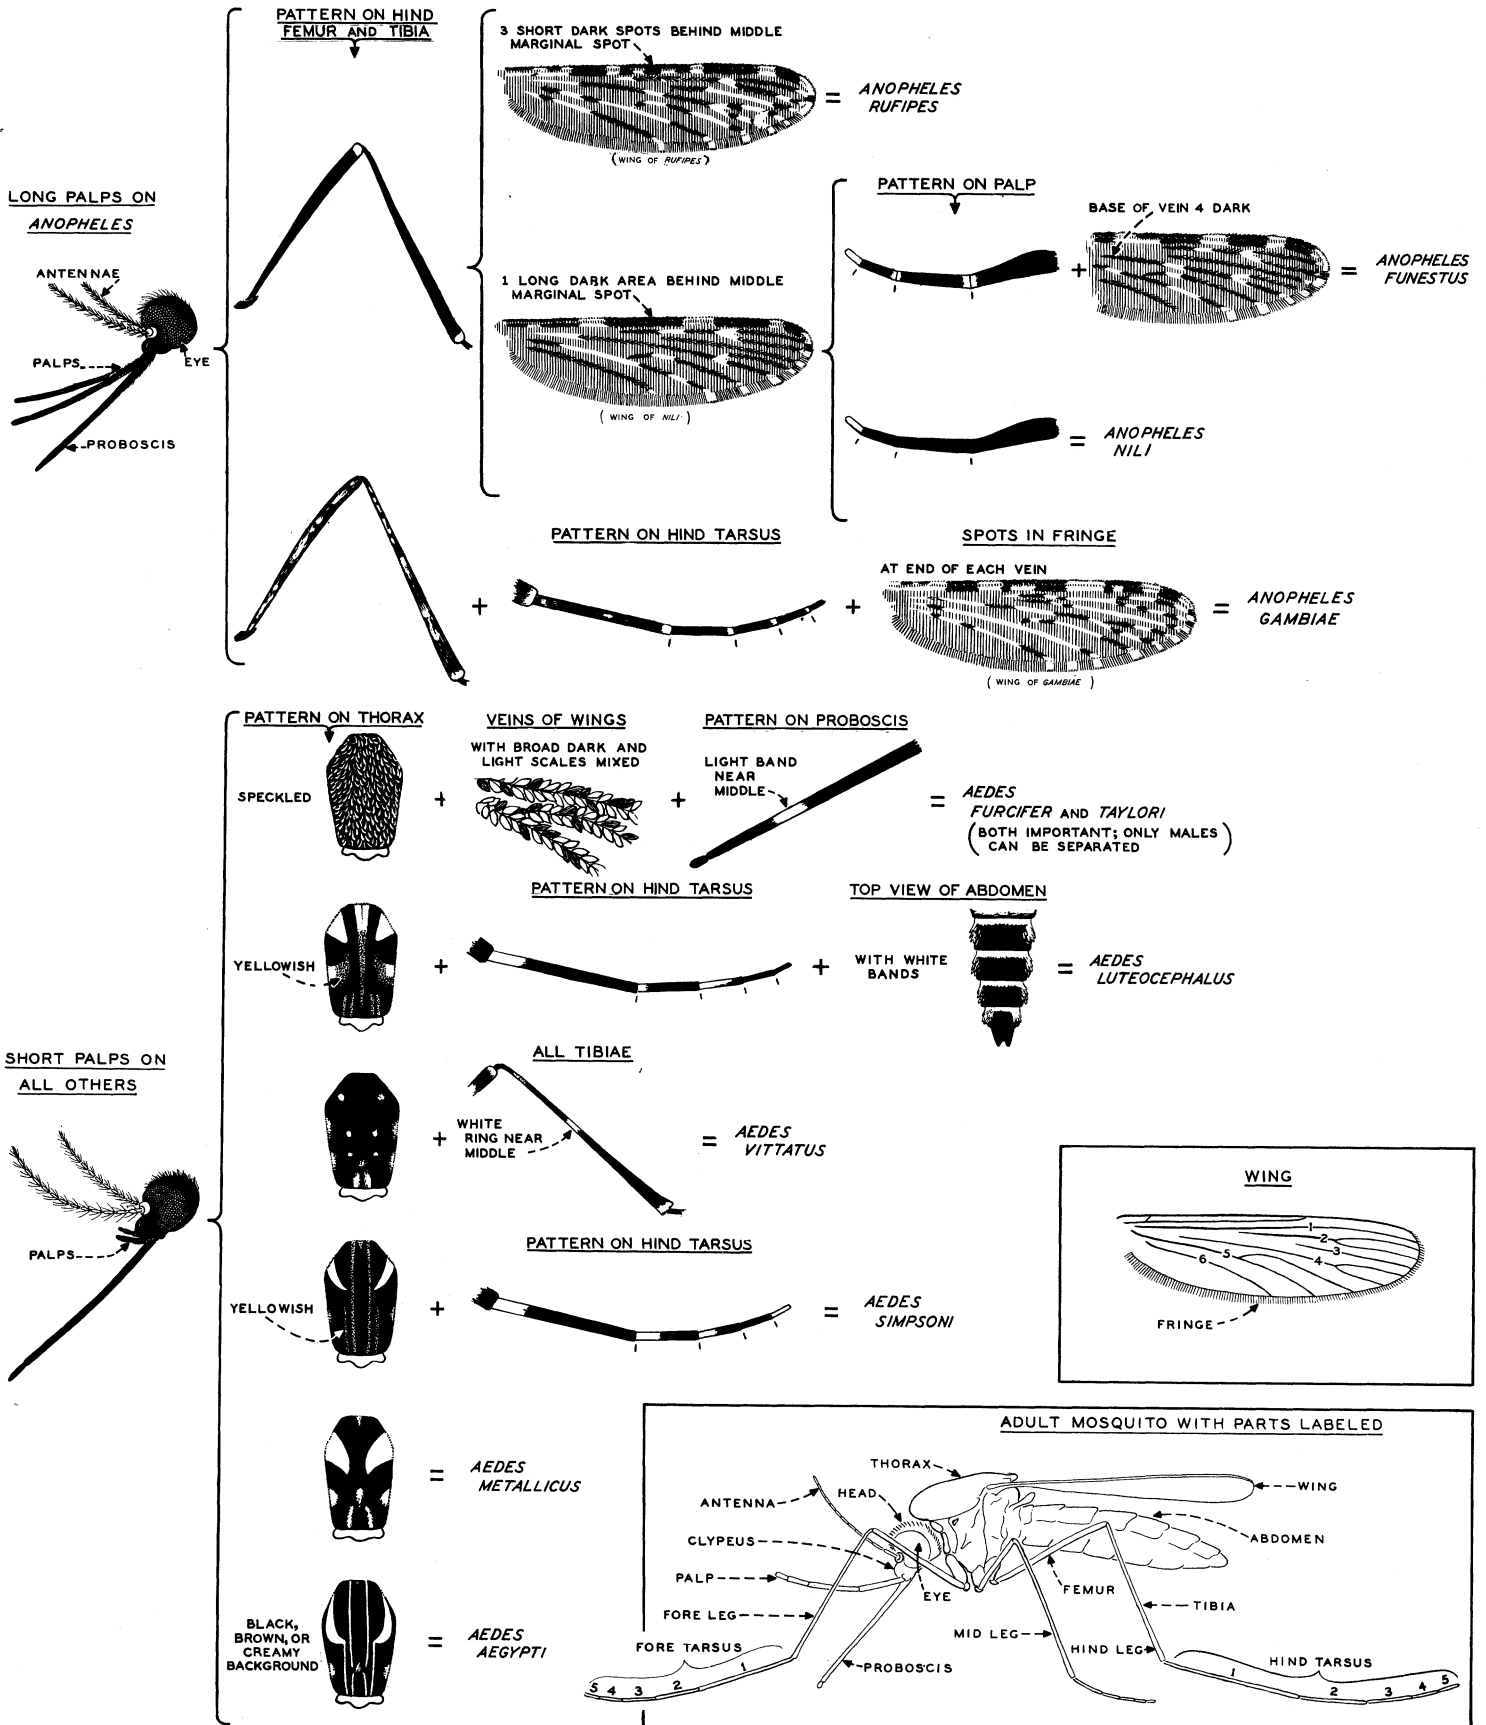 PATTERN ON HIND
FEMUR AND TIBIA
3 SHORT DARK SPOTS BEHIND MIDDLE
MARGINAL SPOT
=
ANOPHELES
RUFIPES
(WING OF RUFIPES)
LONG PALPS ON
ANOPHELES
ANTENNAE
PALPS
EYE
PROBOSCIS
1 LONG DARK AREA BEHIND MIDDLE
MARGINAL SPOT
(WING OF NILI)
PATTERN ON PALP
BASE OF VEIN 4 DARK
+
=
ANOPHELES
FUNESTUS
=
ANOPHELES
NILI
PATTERN ON HIND TARSUS
SPOTS IN FRINGE
AT END OF EACH VEIN
+
+
=
ANOPHELES
GAMBIAE
(WING OF GAMBIAE)
PATTERN ON THORAX
VEINS OF WINGS
PATTERN ON PROBOSCIS
WITH BROAD DARK AND
LIGHT SCALES MIXED
LIGHT BAND
NEAR
MIDDLE
SPECKLED
+
+
=
AEDES
FURCIFER AND TAYLORI
(BOTH IMPORTANT; ONLY MALES
CAN BE SEPARATED)
PATTERN ON HIND TARSUS
TOP VIEW OF ABDOMEN
YELLOWISH
+
+
WITH WHITE
BANDS
=
AEDES
LUTEOCEPHALUS
SHORT PALPS ON
ALL OTHERS
PALPS
ALL TIBIAE
+
WHITE
RING NEAR
MIDDLE
=
AEDES
VITTATUS
PATTERN ON HIND TARSUS
YELLOWISH
+
=
AEDES
SIMPSONI
=
AEDES
METALLICUS
BLACK,
BROWN, OR
CREAMY
BACKGROUND
=
AEDES
AEGYPTI
WING
1
2
3
4
5
6
FRINGE
ADULT MOSQUITO WITH PARTS LABELED
THORAX
WING
HEAD
ANTENNA
ABDOMEN
CLYPEUS
PALP
EYE
FEMUR
FORE LEG
TIBIA
MID LEG
HIND LEG
FORE TARSUS
PROBOSCIS
HIND TARSUS
5 4 3 2 1
1 2 3 4 5